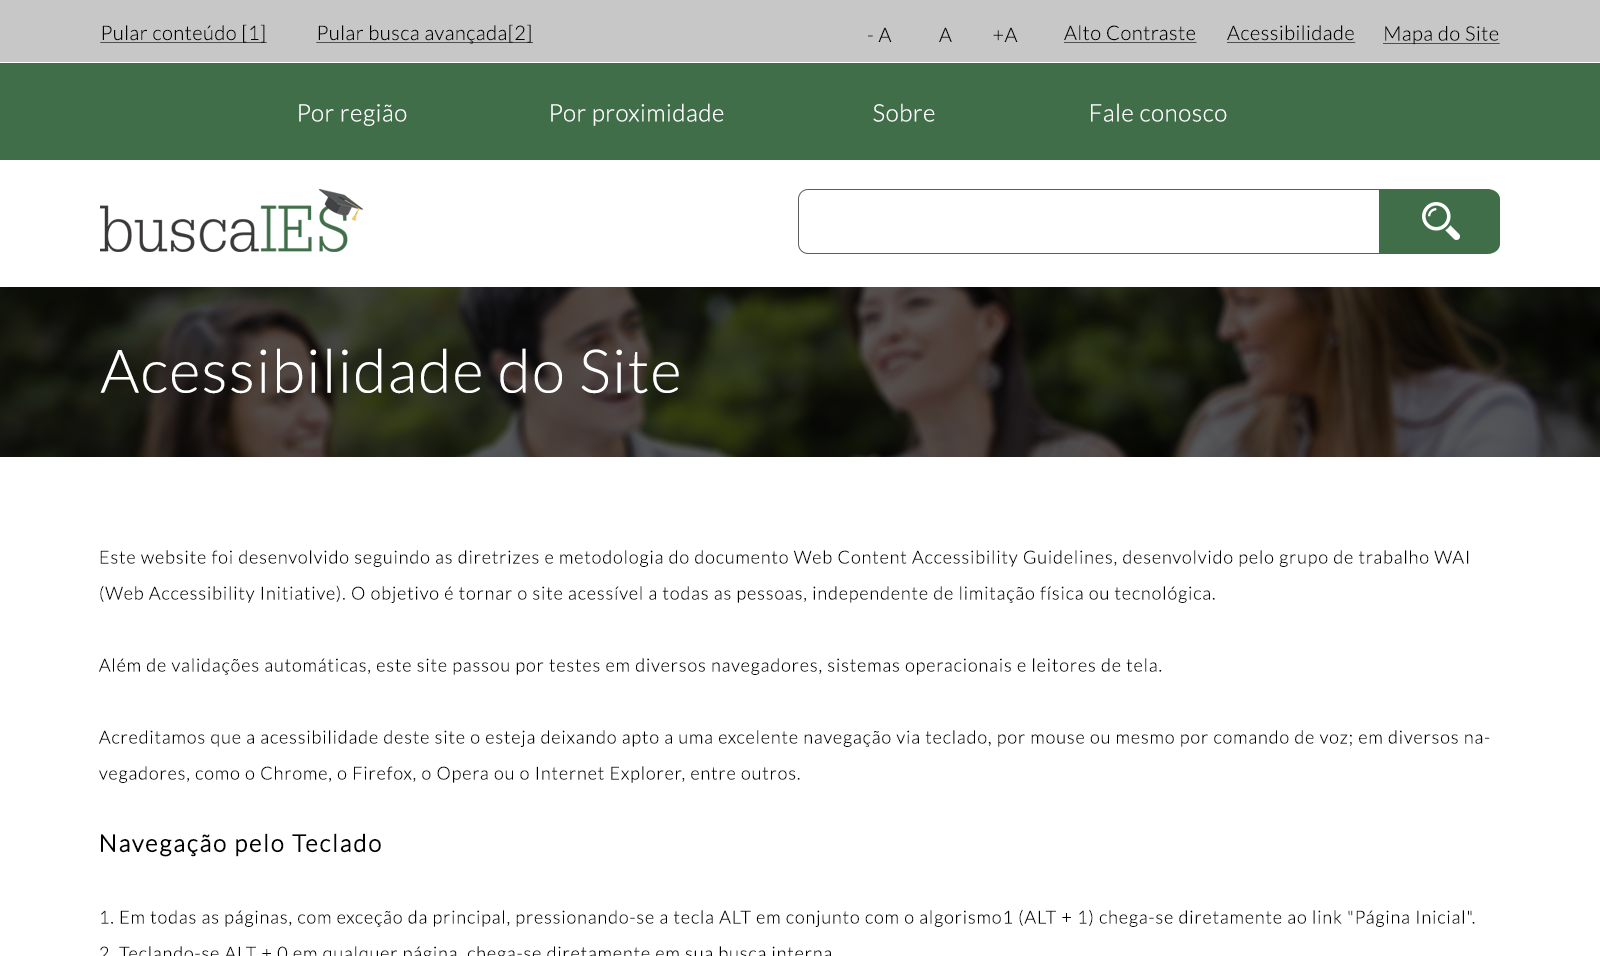 Pular conteúdo [1] Pular busca avançada[2] - A A +A Alto Contraste Acessibilidade Mapa do Site
Por região Por proximidade Sobre Fale conosco
buscaIES
Acessibilidade do Site
Este website foi desenvolvido seguindo as diretrizes e metodologia do documento Web Content Accessibility Guidelines, desenvolvido pelo grupo de trabalho WAI
(Web Accessibility Initiative). O objetivo é tornar o site acessível a todas as pessoas, independente de limitação física ou tecnológica.
Além de validações automáticas, este site passou por testes em diversos navegadores, sistemas operacionais e leitores de tela.
Acreditamos que a acessibilidade deste site o esteja deixando apto a uma excelente navegação via teclado, por mouse ou mesmo por comando de voz; em diversos na-
vegadores, como o Chrome, o Firefox, o Opera ou o Internet Explorer, entre outros.
Navegação pelo Teclado
1. Em todas as páginas, com exceção da principal, pressionando-se a tecla ALT em conjunto com o algorismo1 (ALT + 1) chega-se diretamente ao link "Página Inicial".
2. Teclando-se ALT + 0 em qualquer página, chega-se diretamente em sua busca interna